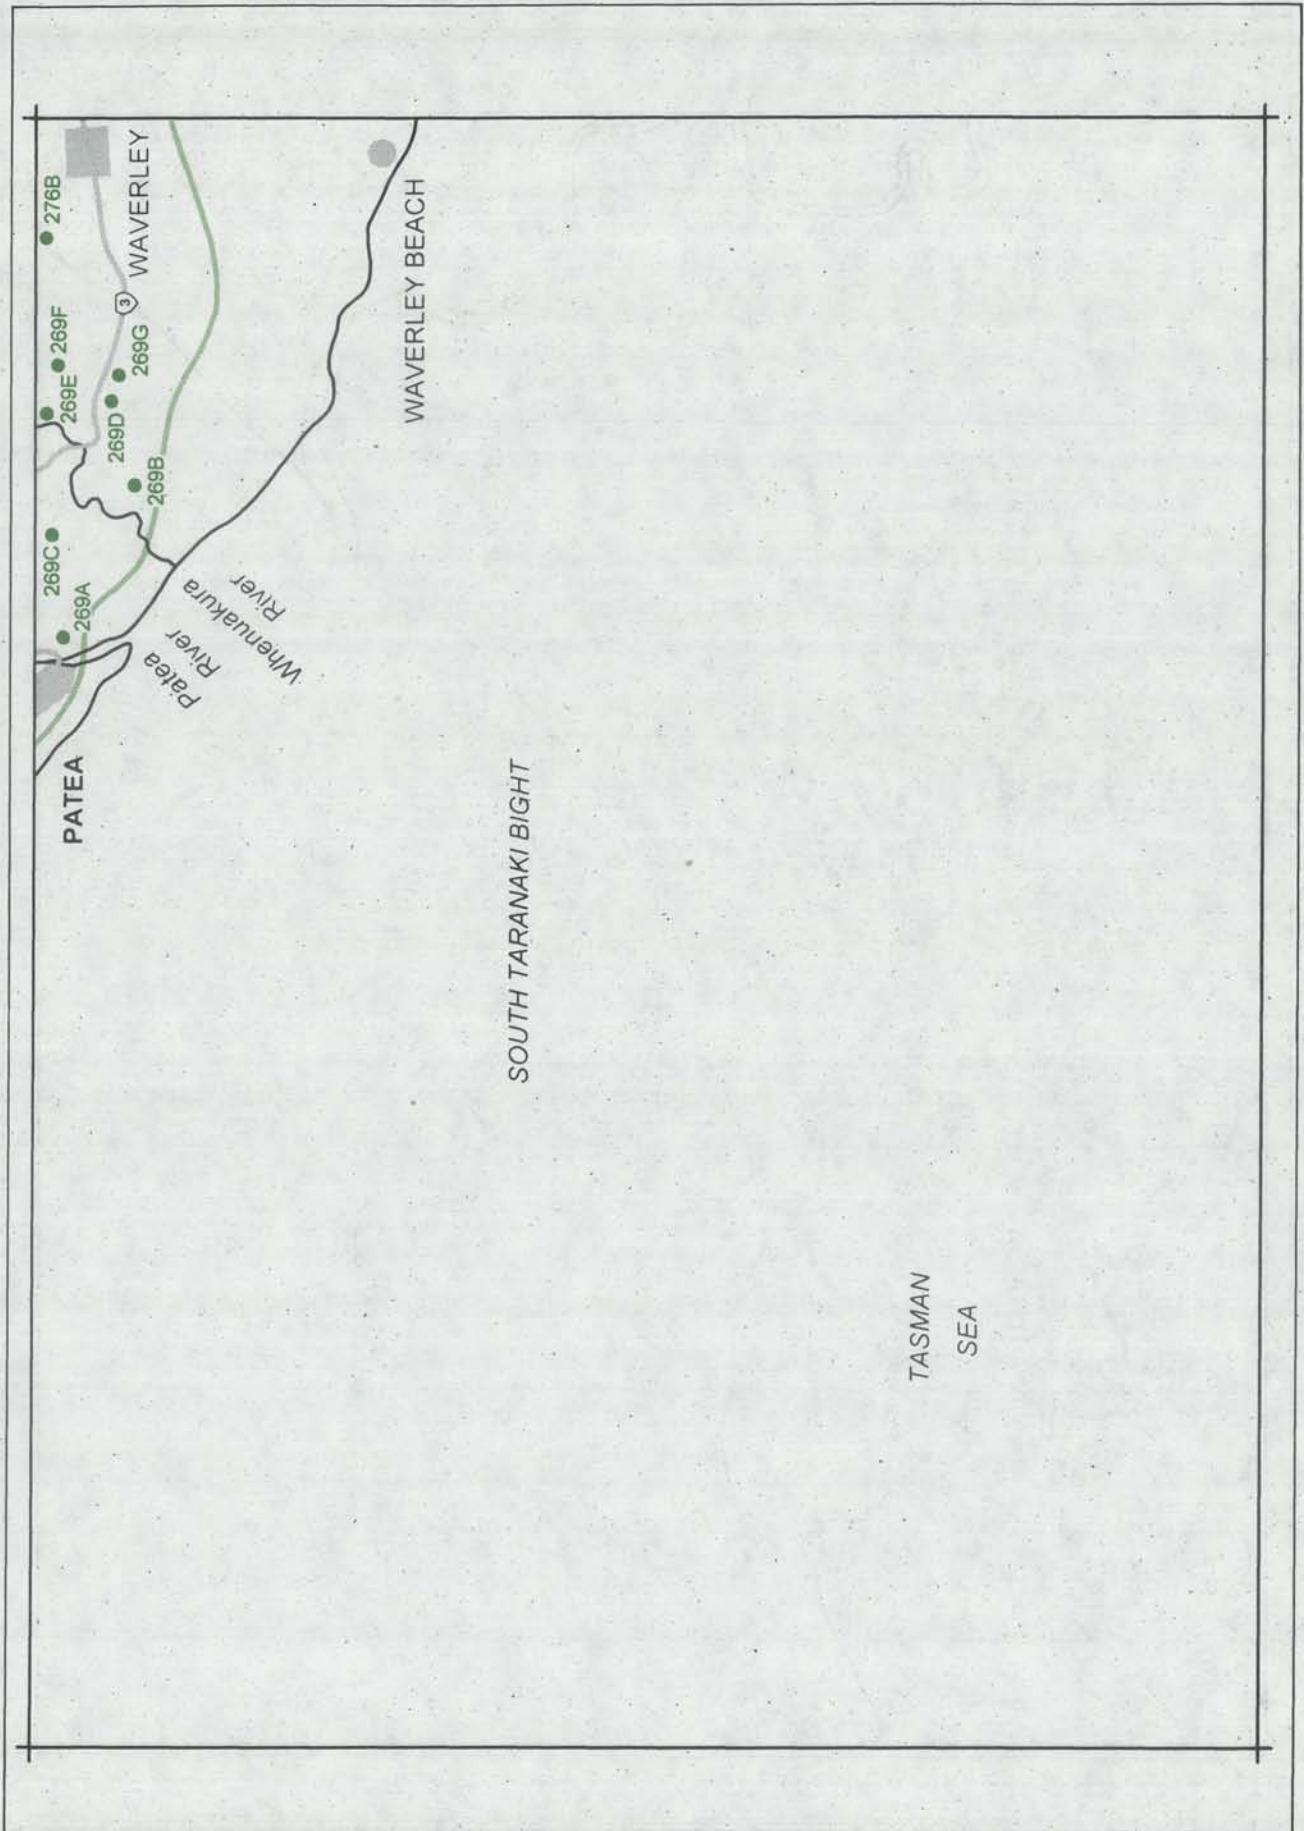 PATEA
269A
269C
269B
269D
269E
269F
269G
276B
3
WAVERLEY
Patea
River
Whenuakura
River
WAVERLEY BEACH
SOUTH TARANAKI BIGHT
TASMAN
SEA